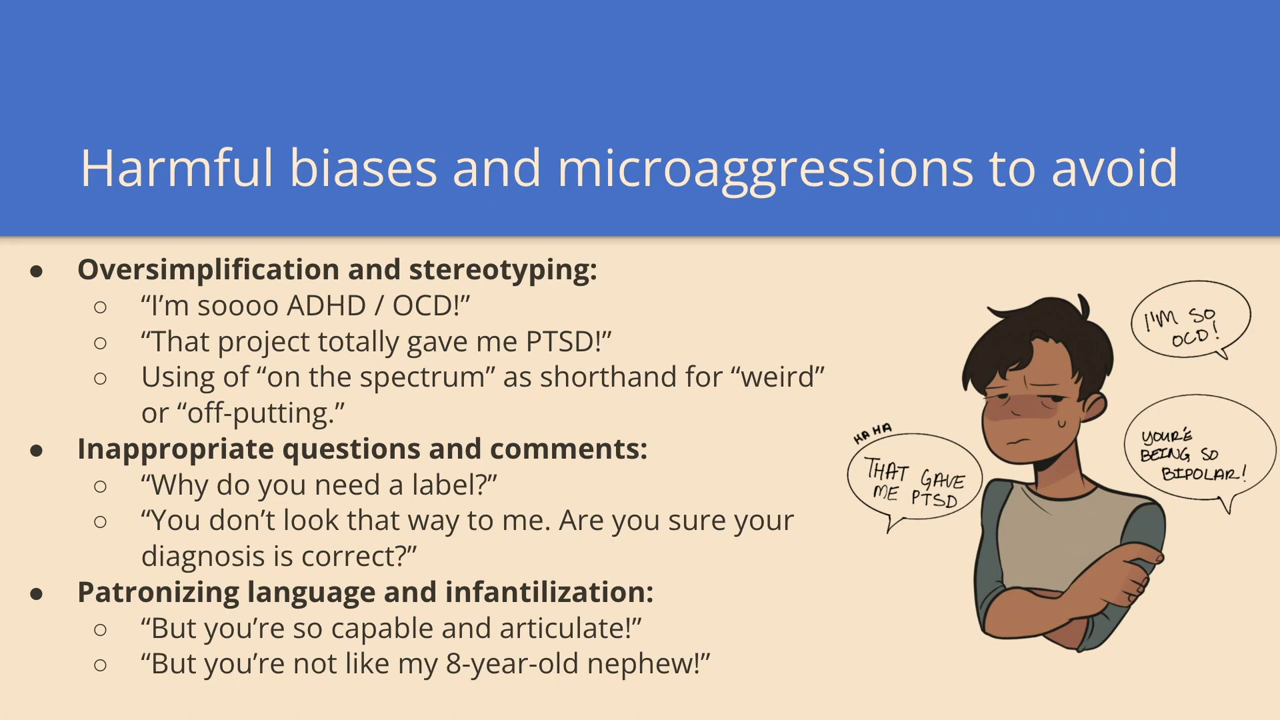 Harmful biases and microaggressions to avoid
● Oversimplification and stereotyping:
○ “I’m soooo ADHD / OCD!”
○ “That project totally gave me PTSD!”
○ Using of “on the spectrum” as shorthand for “weird”
or “off-putting.”
● Inappropriate questions and comments:
○ “Why do you need a label?”
○ “You don’t look that way to me. Are you sure your
diagnosis is correct?”
● Patronizing language and infantilization:
○ “But you’re so capable and articulate!”
○ “But you’re not like my 8-year-old nephew!”
I'M SO
OCD!
HA HA
THAT GAVE
ME PTSD
YOUR'E
BEING SO
BIPOLAR!